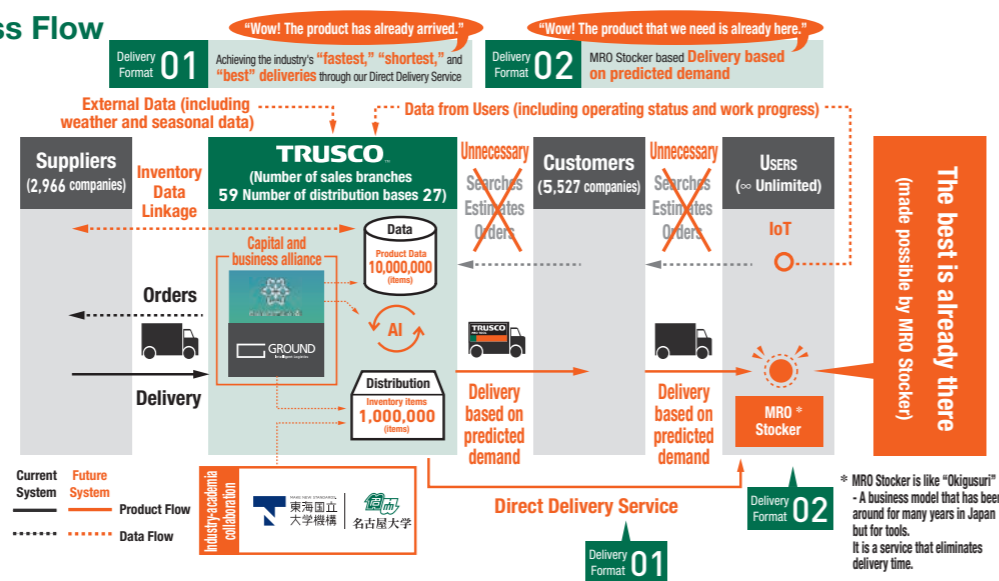 ss Flow
“Wow! The product has already arrived.”
Delivery
Format 01
Achieving the industry’s “fastest,” “shortest,” and
“best” deliveries through our Direct Delivery Service
“Wow! The product that we need is already here.”
Delivery
Format 02
MRO Stocker based Delivery based
on predicted demand
External Data (including
weather and seasonal data)
Data from Users (including operating status and work progress)
Suppliers
(2,966 companies)
Inventory
Data
Linkage
Orders
Delivery
TRUSCO™
(Number of sales branches
59 Number of distribution bases 27)
Capital and
business alliance
GROUND
Data
Product Data
10,000,000
(items)
AI
Distribution
Inventory items
1,000,000
(items)
Unnecessary
Searches
Estimates
Orders
TRUSCO
Delivery
based on
predicted
demand
Customers
(5,527 companies)
Unnecessary
Searches
Estimates
Orders
Delivery
based on
predicted
demand
USERS
(∞ Unlimited)
IoT
MRO *
Stocker
The best is already there
(made possible by MRO Stocker)
Current
System
Future
System
Product Flow
Data Flow
Industry-academia
collaboration
MAKE NEW STANDARDS.
東海国立
大学機構
名古屋大学
Direct Delivery Service
Delivery
Format 01
Delivery
Format 02
* MRO Stocker is like “Okigusuri”
- A business model that has been
around for many years in Japan
but for tools.
It is a service that eliminates
delivery time.